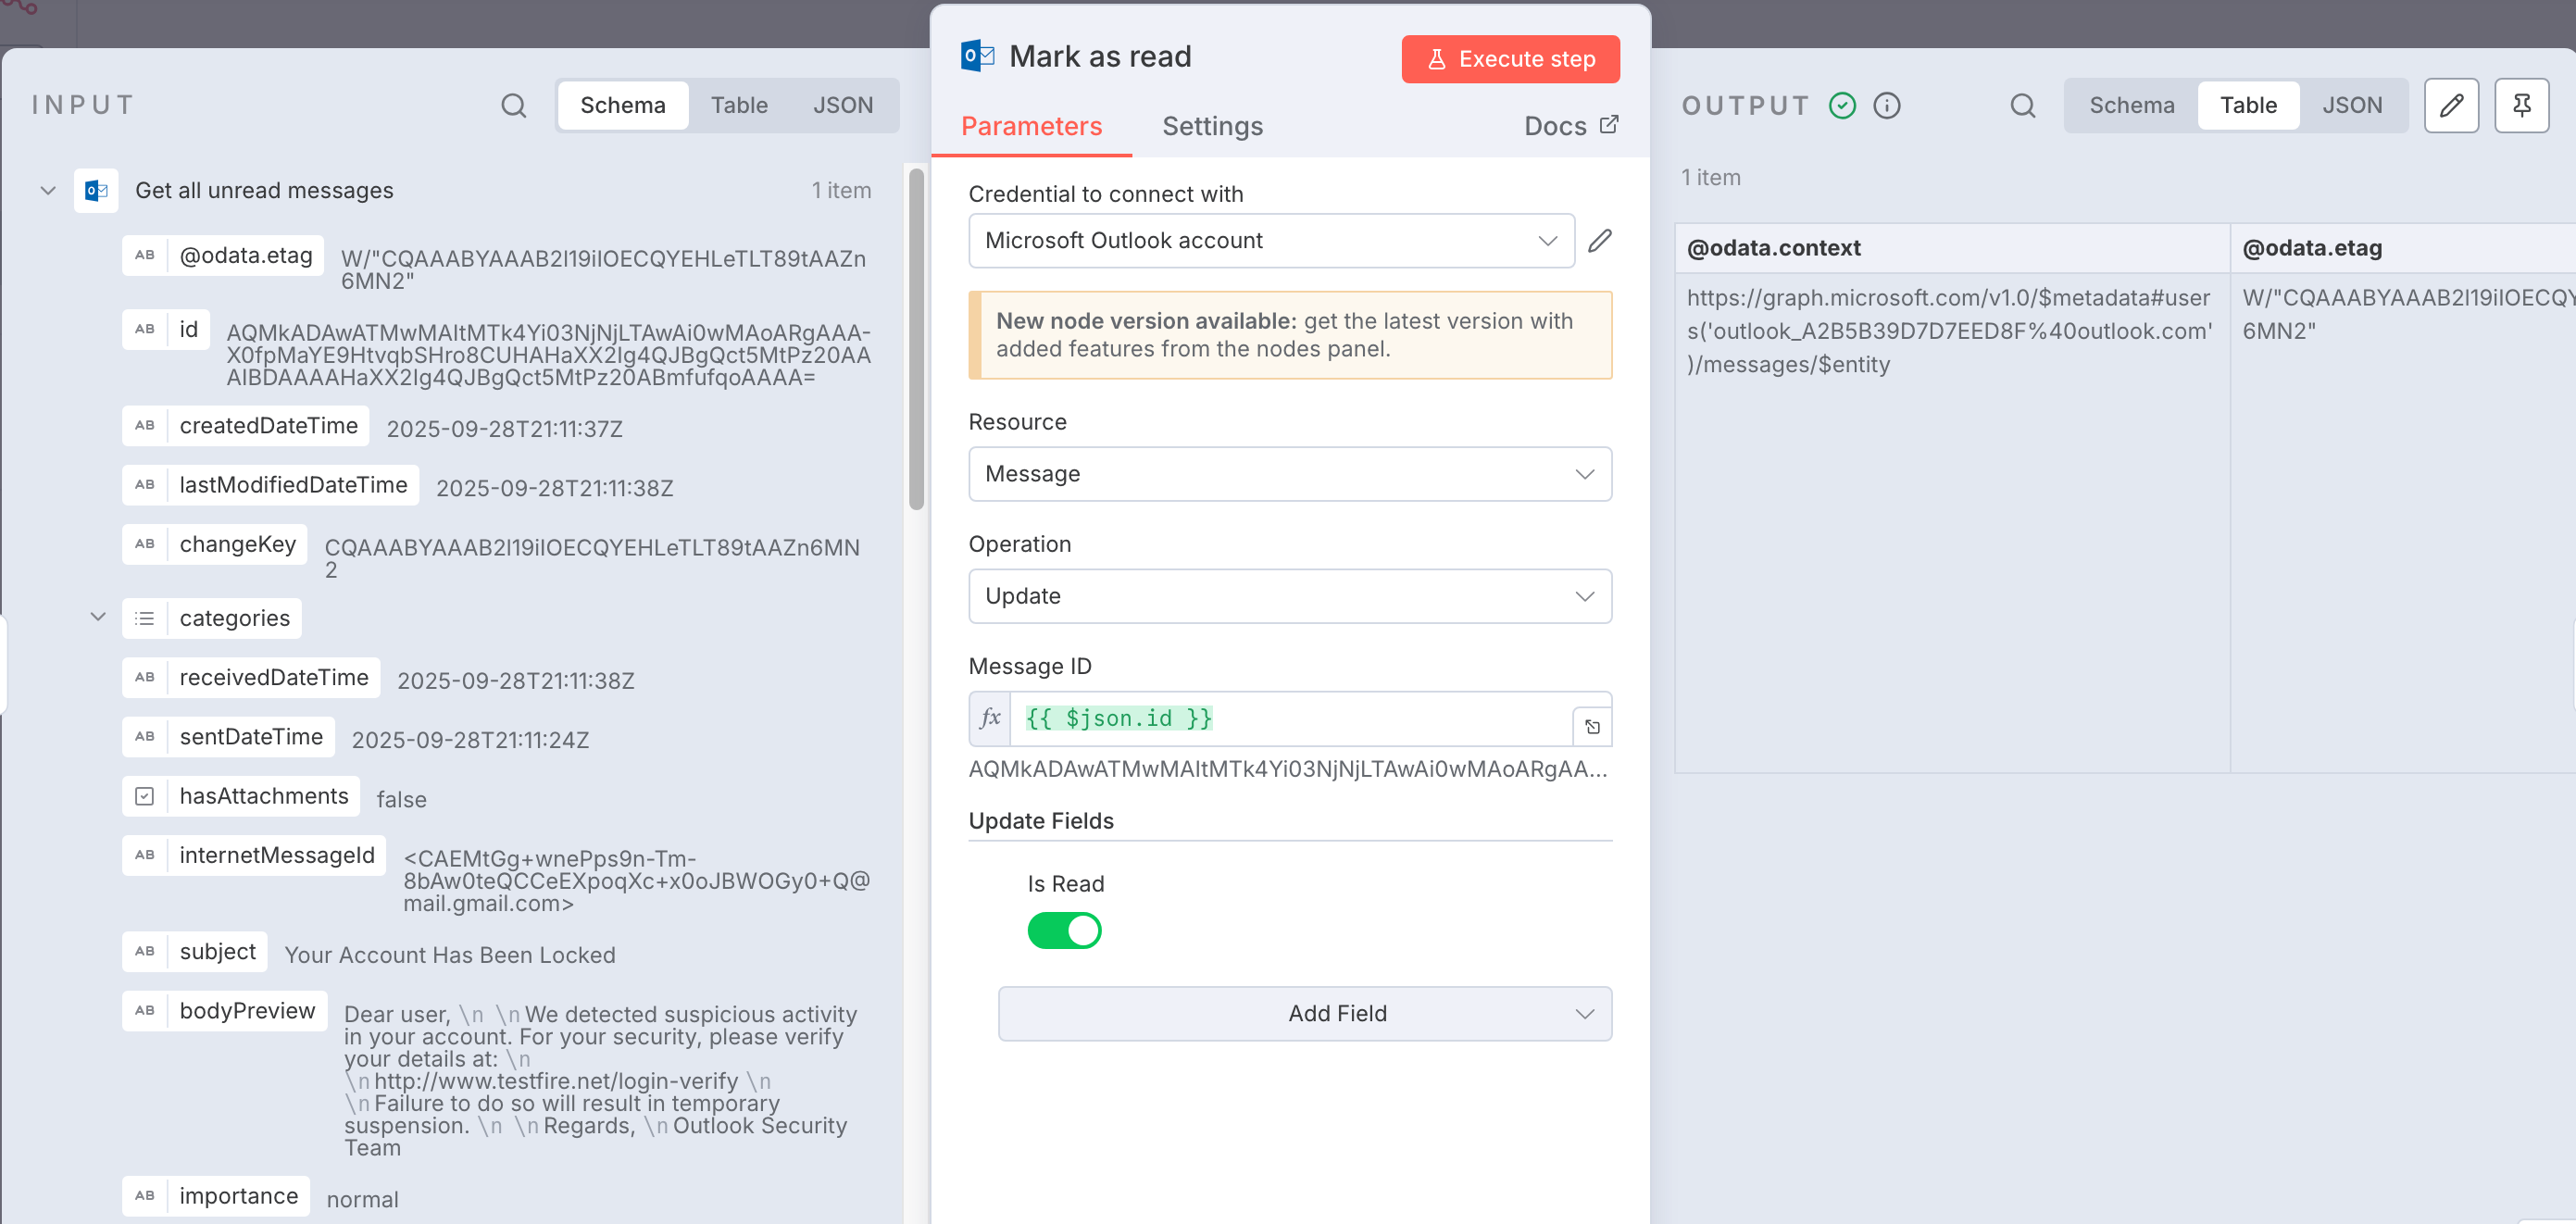 INPUT
Schema
Table
JSON
Get all unread messages
1 item
AB @odata.etag
W/"CQAAABYAAAB2I19iIOECQYEHLeTLT89tAAZn
6MN2"
AB id
AQMkADAwATMwMAItMTk4Yi03NjNjLTAwAi0wMAoARgAAA-
X0fpMaYE9HtvqbSHro8CUHAHaXX2Ig4QJBgQct5MtPz20AA
AIBDAAAAHaXX2Ig4QJBgQct5MtPz20ABmfufqoAAAA=
AB createdDateTime
2025-09-28T21:11:37Z
AB lastModifiedDateTime
2025-09-28T21:11:38Z
AB changeKey
CQAAABYAAAB2I19iIOECQYEHLeTLT89tAAZn6MN
2
categories
AB receivedDateTime
2025-09-28T21:11:38Z
AB sentDateTime
2025-09-28T21:11:24Z
hasAttachments
false
AB internetMessageId
<CAEMtGg+wnePps9n-Tm-
8bAw0teQCCeEXpoqXc+x0oJBWOGy0+Q@
mail.gmail.com>
AB subject
Your Account Has Been Locked
AB bodyPreview
Dear user, \n \n We detected suspicious activity
in your account. For your security, please verify
your details at: \n
\n http://www.testfire.net/login-verify \n
\n Failure to do so will result in temporary
suspension. \n \n Regards, \n Outlook Security
Team
AB importance
normal
Mark as read
Execute step
Parameters
Settings
Docs
Credential to connect with
Microsoft Outlook account
New node version available: get the latest version with
added features from the nodes panel.
Resource
Message
Operation
Update
Message ID
fx {{ $json.id }}
AQMkADAwATMwMAItMTk4Yi03NjNjLTAwAi0wMAoARgAA...
Update Fields
Is Read
Add Field
OUTPUT
Schema
Table
JSON
1 item
@odata.context
@odata.etag
https://graph.microsoft.com/v1.0/$metadata#user
s('outlook_A2B5B39D7D7EED8F%40outlook.com'
)/messages/$entity
W/"CQAAABYAAAB2I19iIOECQY
6MN2"